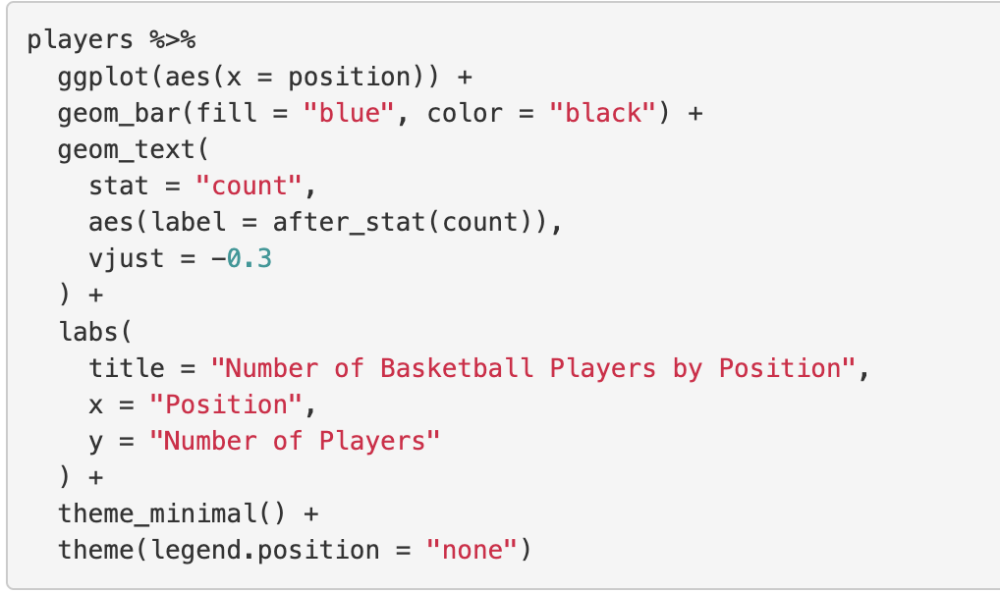 players %>%
  ggplot(aes(x = position)) +
  geom_bar(fill = "blue", color = "black") +
  geom_text(
    stat = "count",
    aes(label = after_stat(count)),
    vjust = -0.3
  ) +
  labs(
    title = "Number of Basketball Players by Position",
    x = "Position",
    y = "Number of Players"
  ) +
  theme_minimal() +
  theme(legend.position = "none")